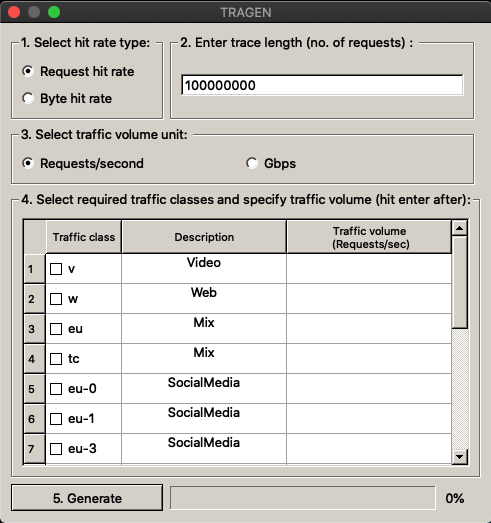 TRAGEN
1. Select hit rate type:
Request hit rate
Byte hit rate
2. Enter trace length (no. of requests) :
100000000
3. Select traffic volume unit:
Requests/second
Gbps
4. Select required traffic classes and specify traffic volume (hit enter after):
Traffic class Description Traffic volume
(Requests/sec)
1 v Video
2 w Web
3 eu Mix
4 tc Mix
5 eu-0 SocialMedia
6 eu-1 SocialMedia
7 eu-3 SocialMedia
5. Generate 0%